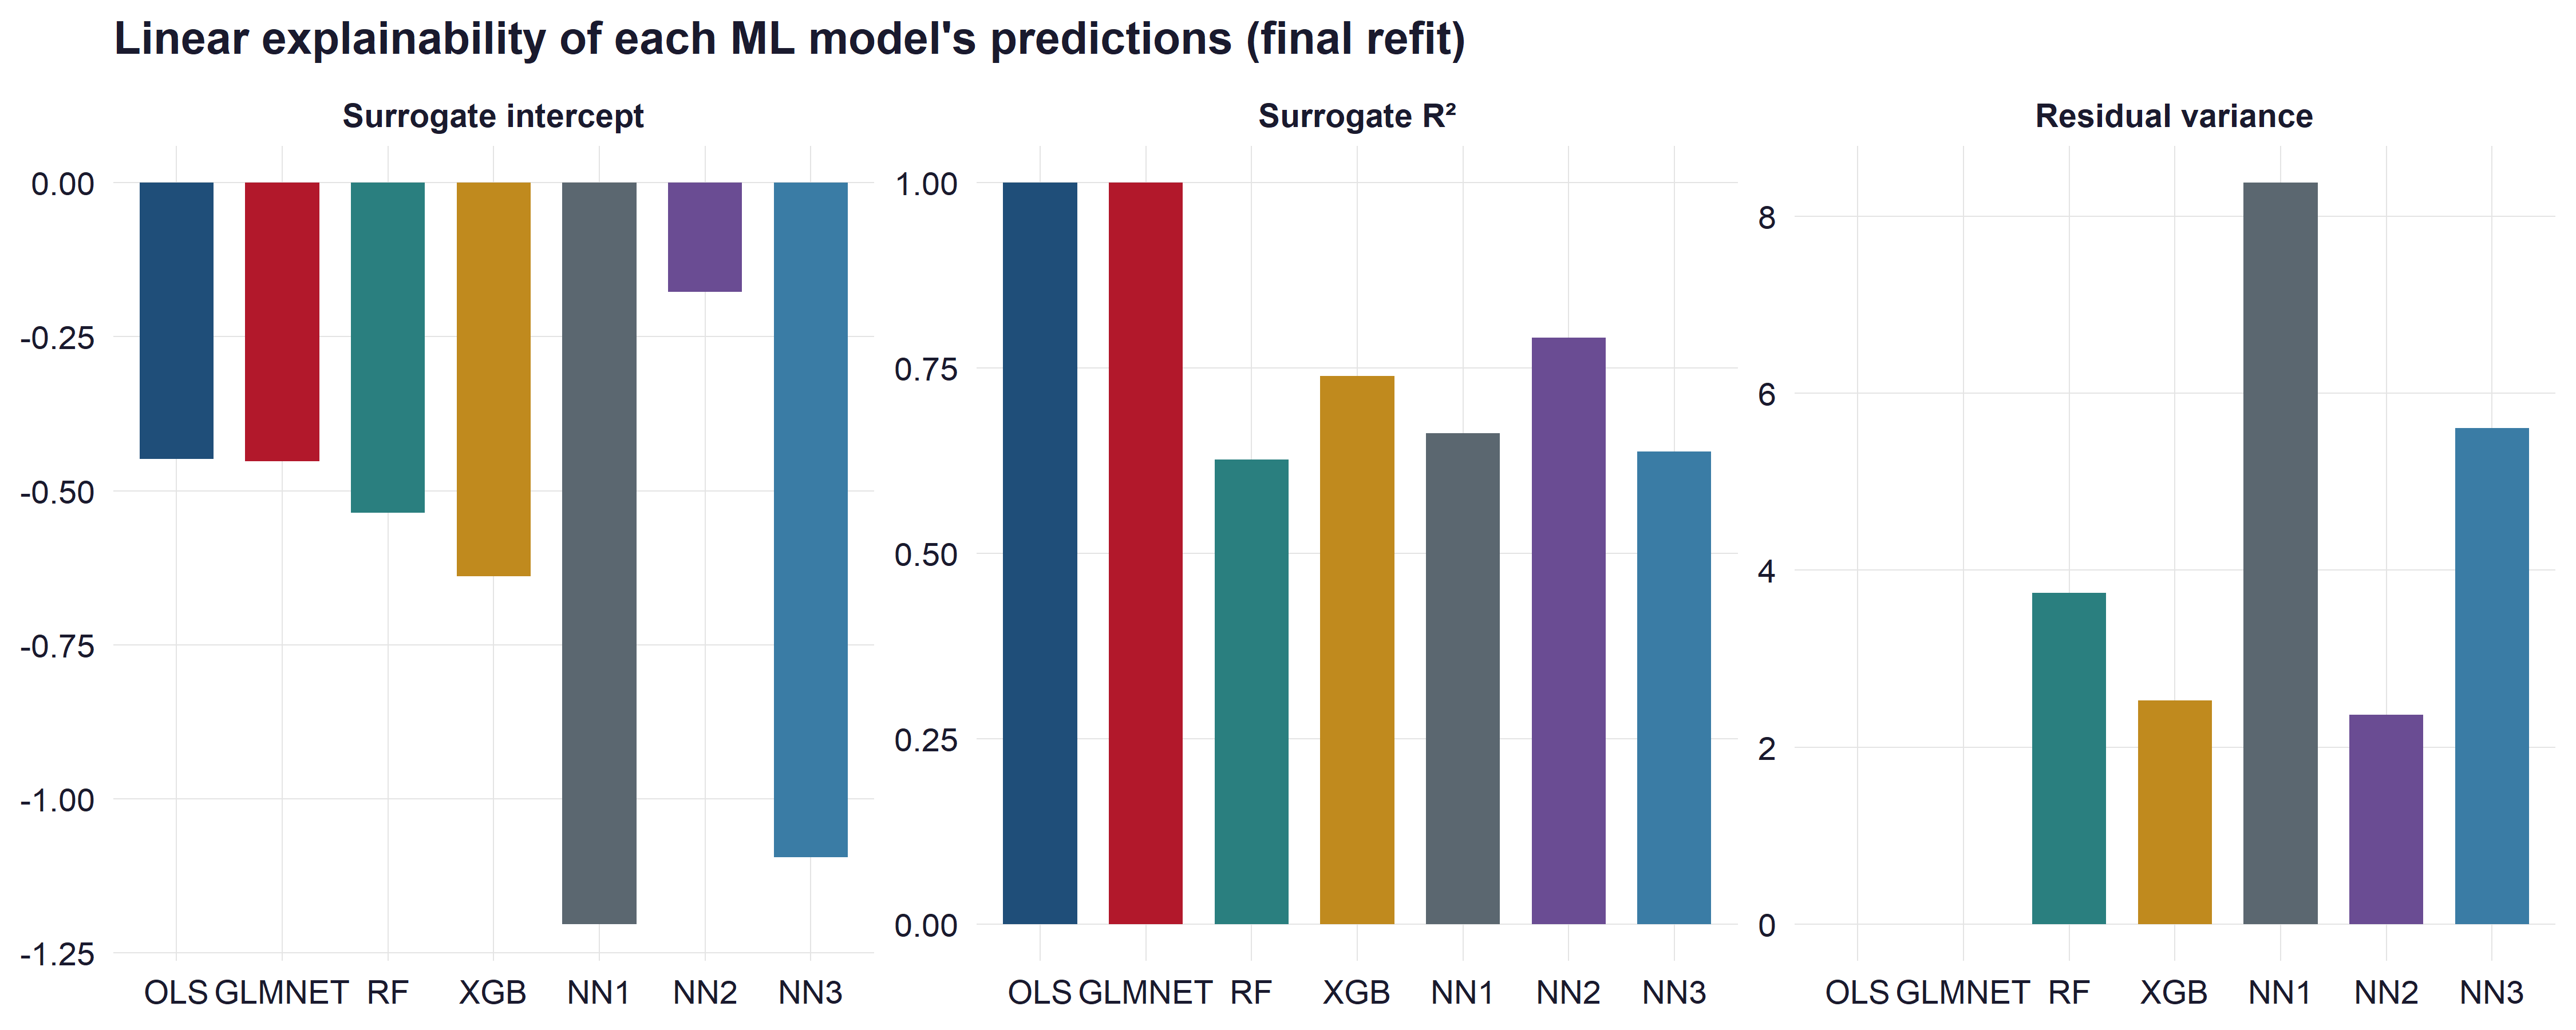 Linear explainability of each ML model's predictions (final refit)
Surrogate intercept
0.00
-0.25
-0.50
-0.75
-1.00
-1.25
OLS GLMNET RF XGB NN1 NN2 NN3
Surrogate R²
1.00
0.75
0.50
0.25
0.00
OLS GLMNET RF XGB NN1 NN2 NN3
Residual variance
8
6
4
2
0
OLS GLMNET RF XGB NN1 NN2 NN3